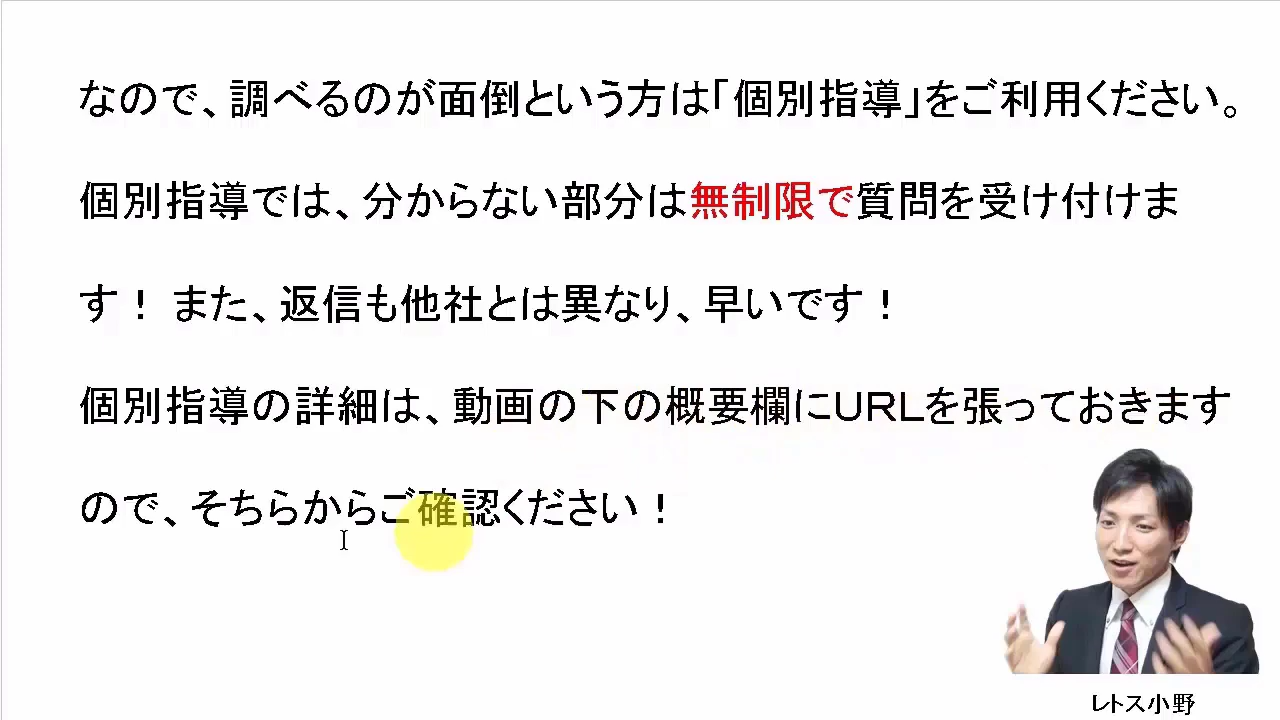 なので、調べるのが面倒という方は「個別指導」をご利用ください。
個別指導では、分からない部分は無制限で質問を受け付けま
す！ また、返信も他社とは異なり、早いです！
個別指導の詳細は、動画の下の概要欄にＵＲＬを張っておきます
ので、そちらからご確認ください！
レトス小野